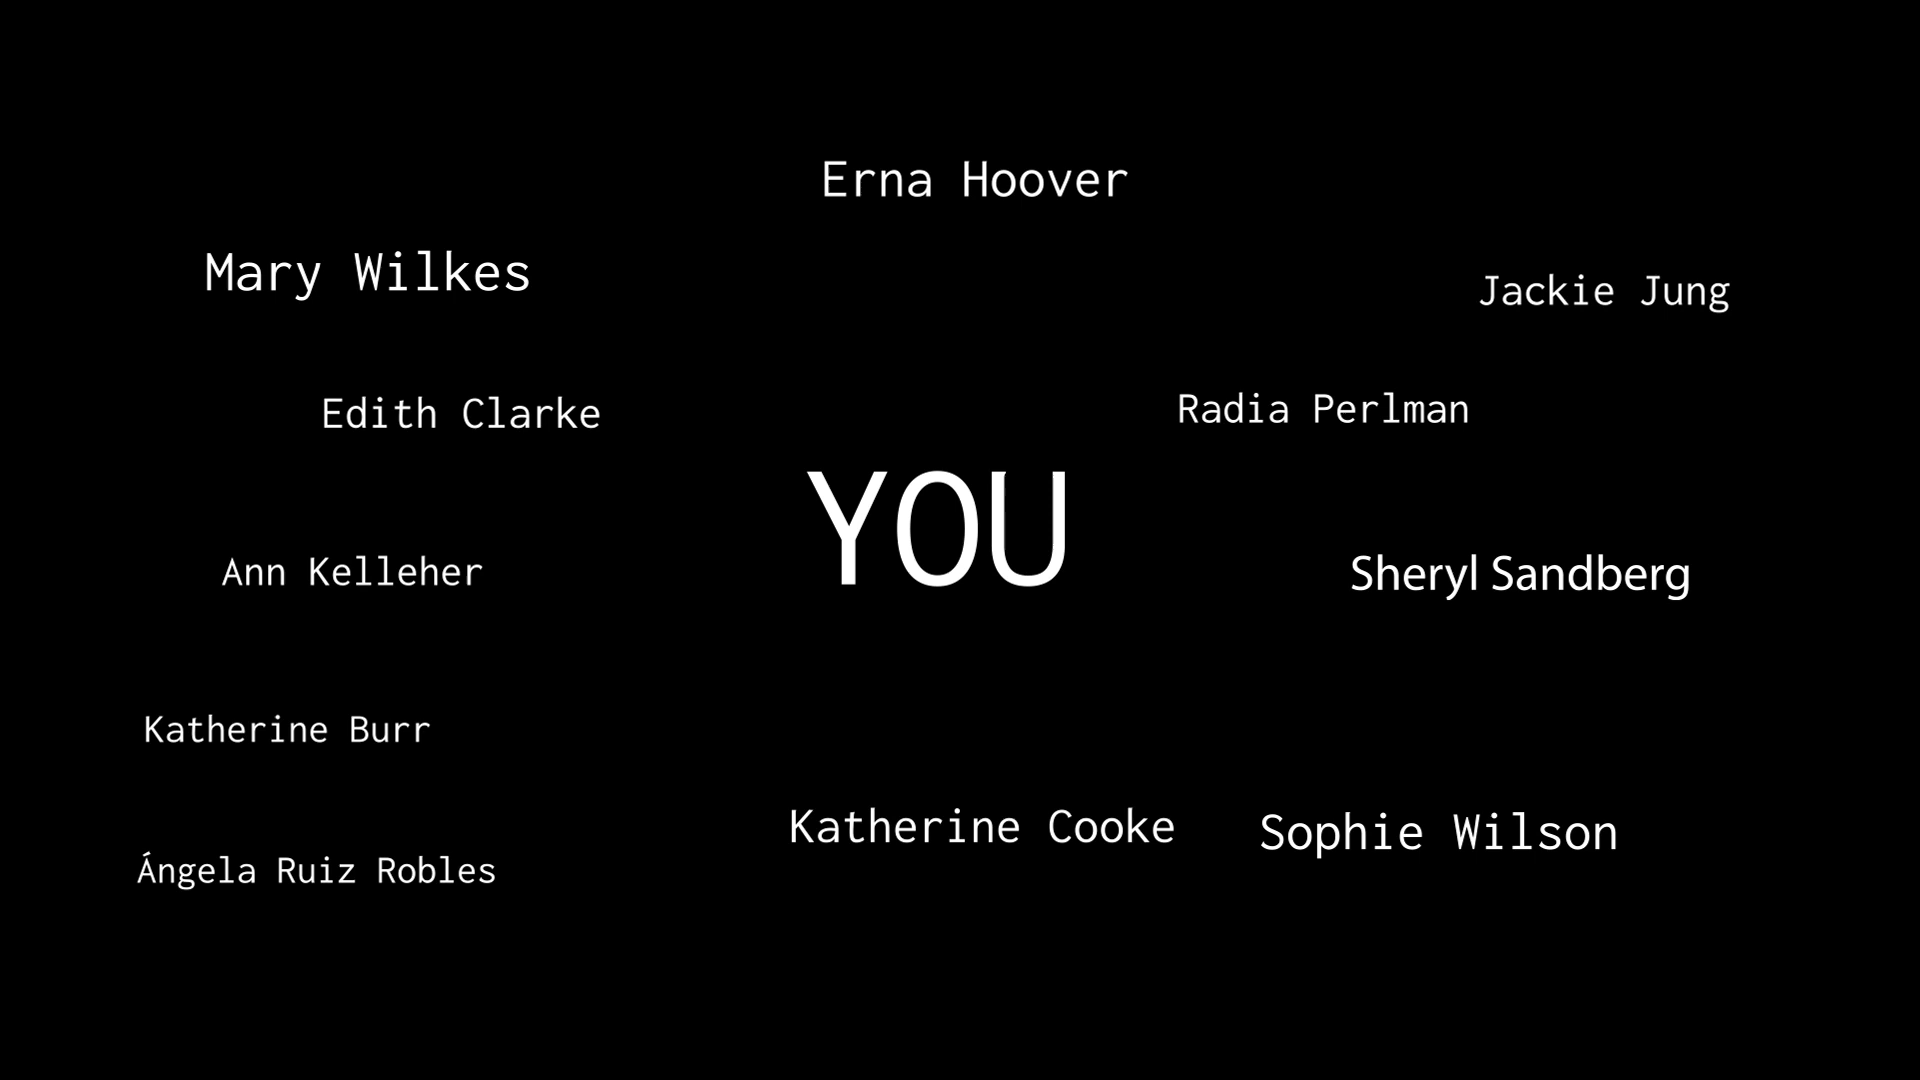 Erna Hoover
Mary Wilkes
Jackie Jung
Edith Clarke
Radia Perlman
YOU
Ann Kelleher
Sheryl Sandberg
Katherine Burr
Katherine Cooke
Sophie Wilson
Ángela Ruiz Robles